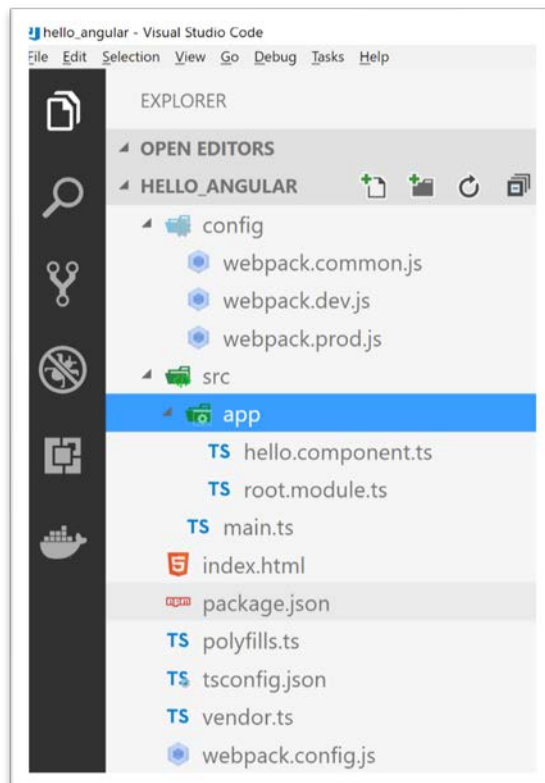 hello_angular - Visual Studio Code
File Edit Selection View Go Debug Tasks Help
EXPLORER
OPEN EDITORS
HELLO_ANGULAR
config
webpack.common.js
webpack.dev.js
webpack.prod.js
src
app
TS hello.component.ts
TS root.module.ts
TS main.ts
5 index.html
npm package.json
TS polyfills.ts
TS tsconfig.json
TS vendor.ts
webpack.config.js